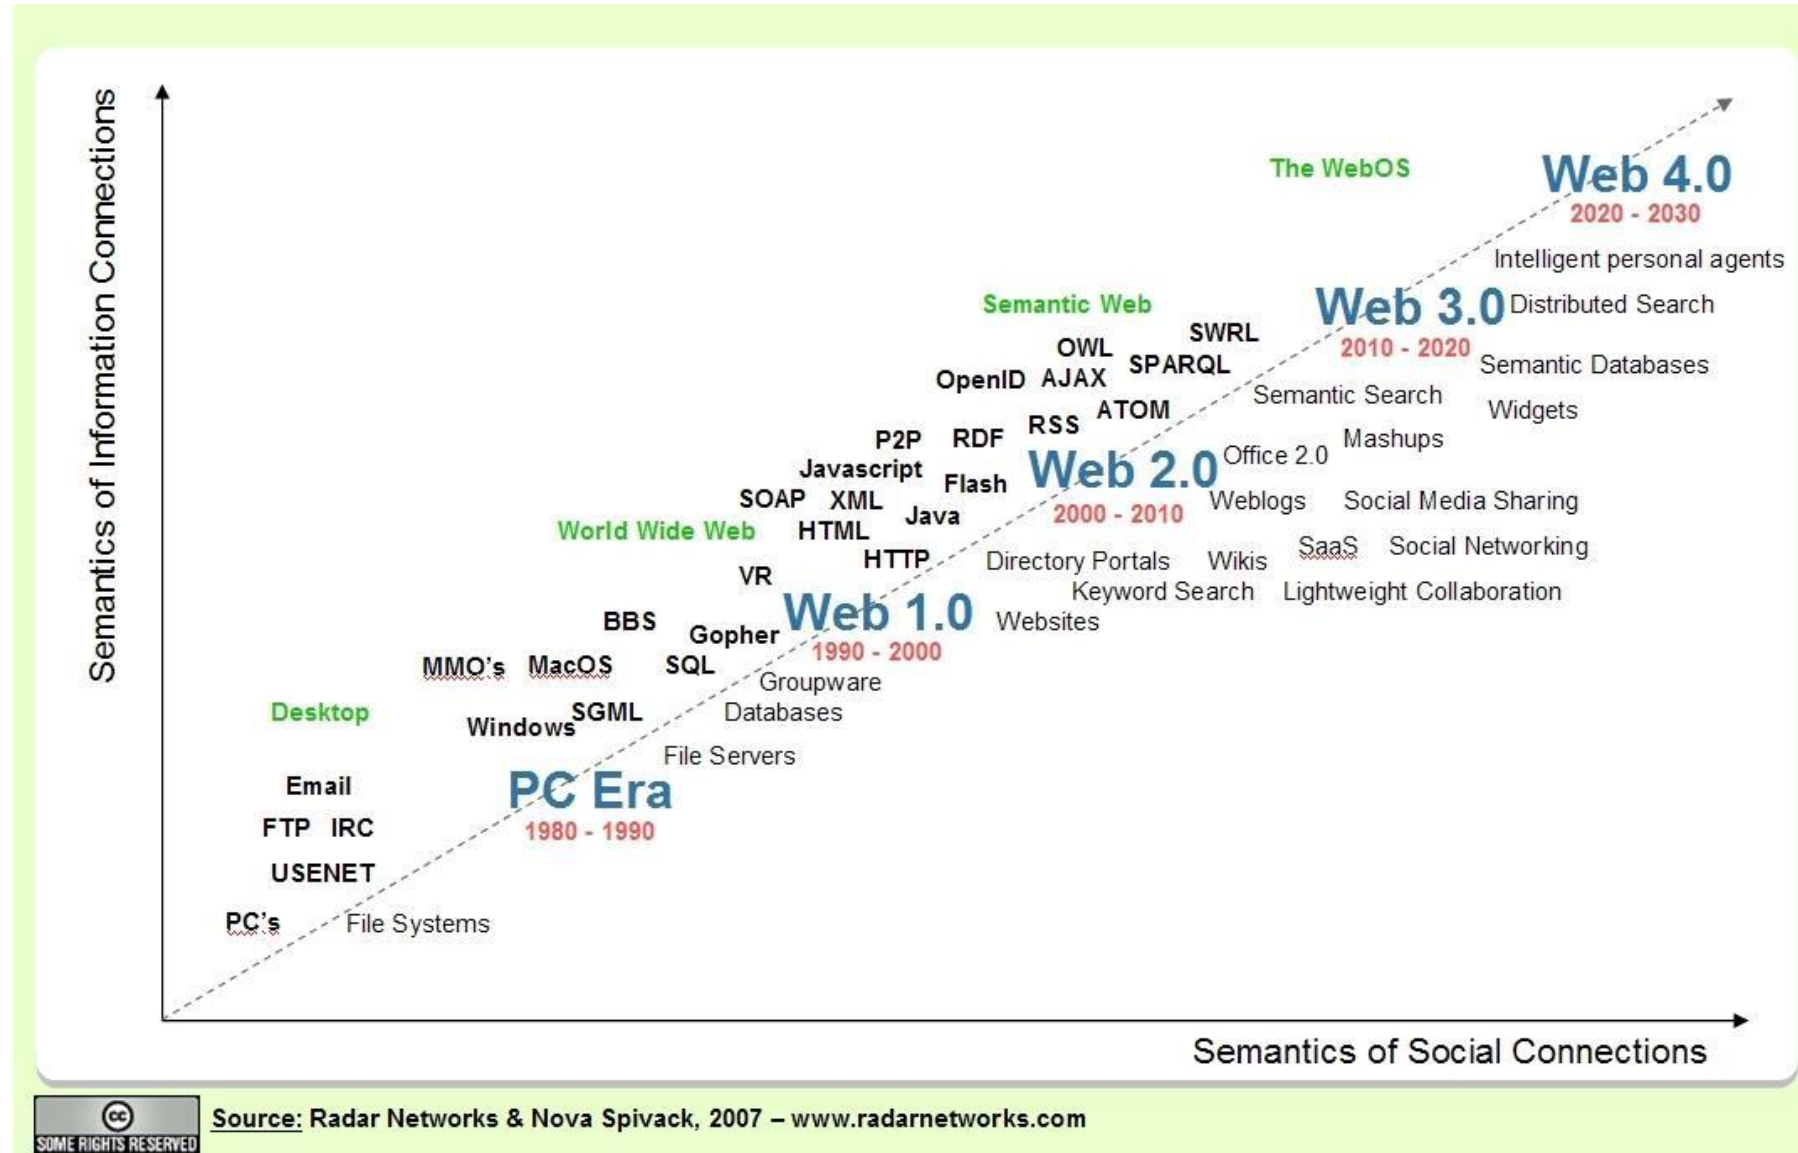 Semantics of Information Connections
The WebOS
Web 4.0
2020 - 2030
Intelligent personal agents
Semantic Web
Web 3.0
Distributed Search
2010 - 2020
SWRL
OWL
SPARQL
Semantic Databases
OpenID
AJAX
Semantic Search
ATOM
Widgets
RSS
P2P
RDF
Mashups
Javascript
Web 2.0
Office 2.0
Flash
2000 - 2010
SOAP
XML
Weblogs
Social Media Sharing
Java
World Wide Web
HTML
HTTP
Directory Portals
Wikis
SaaS
Social Networking
VR
Keyword Search
Lightweight Collaboration
Web 1.0
Websites
1990 - 2000
BBS
Gopher
MMO's
MacOS
SQL
Groupware
Desktop
Windows
SGML
Databases
File Servers
Email
PC Era
1980 - 1990
FTP
IRC
USENET
PC's
File Systems
Semantics of Social Connections
cc
SOME RIGHTS RESERVED
Source: Radar Networks & Nova Spivack, 2007 – www.radarnetworks.com